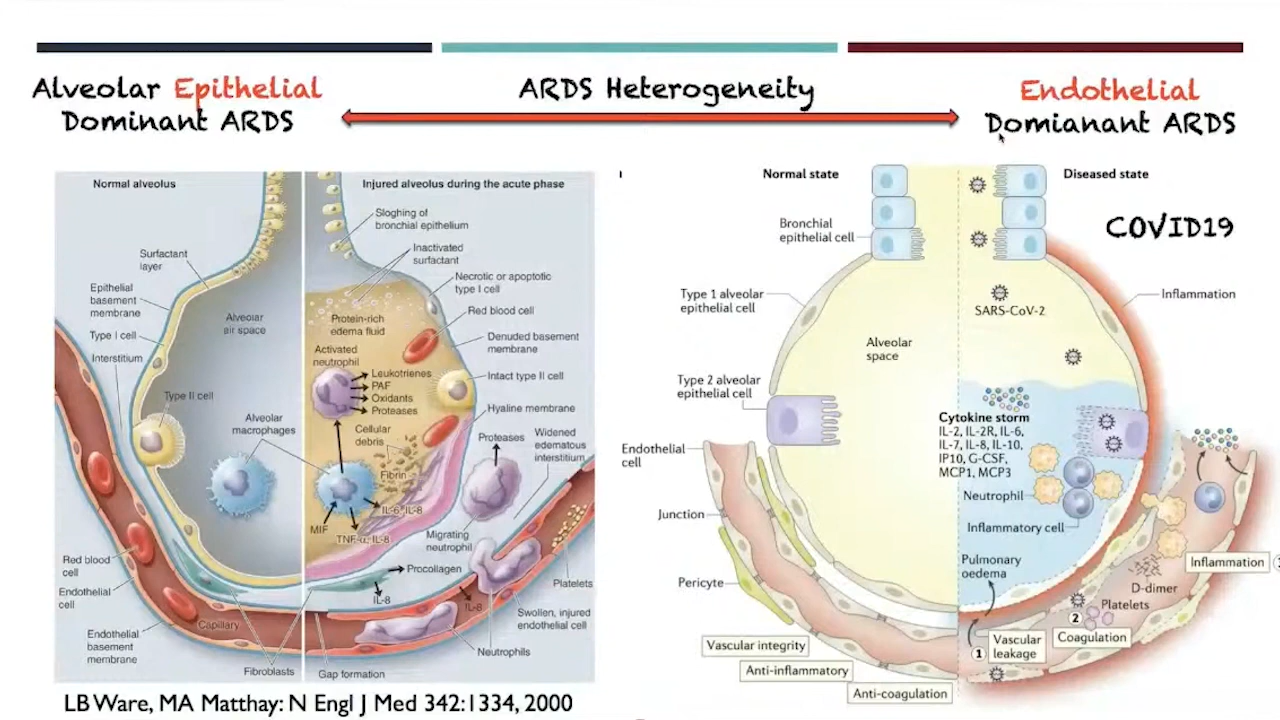 Alveolar Epithelial
Dominant ARDS
ARDS Heterogeneity
Endothelial
Domianant ARDS
Normal alveolus
Injured alveolus during the acute phase
Sloghing of
bronchial epithelium
Inactivated
surfactant
Surfactant
layer
Epithelial
basement
membrane
Type I cell
Interstitium
Type II cell
Alveolar
air space
Alveolar
macrophages
Necrotic or apoptotic
type I cell
Red blood cell
Protein-rich
edema fluid
Denuded basement
membrane
Activated
neutrophil
Leukotrienes
PAF
Oxidants
Proteases
Intact type II cell
Hyaline membrane
Cellular
debris
Fibrin
Proteases
Widened
edematous
interstitium
IL-6, IL-8
MIF
TNF-α, IL-8
Migrating
neutrophil
Procollagen
IL-8
IL-8
Platelets
Red blood
cell
Endothelial
cell
Endothelial
basement
membrane
Capillary
Fibroblasts
Gap formation
Neutrophils
Swollen, injured
endothelial cell
LB Ware, MA Matthay: N Engl J Med 342:1334, 2000
Normal state
Diseased state
COVID19
Bronchial
epithelial cell
Type 1 alveolar
epithelial cell
Inflammation
SARS-CoV-2
Alveolar
space
Type 2 alveolar
epithelial cell
Cytokine storm
IL-2, IL-2R, IL-6,
IL-7, IL-8, IL-10,
IP10, G-CSF,
MCP1, MCP3
Endothelial
cell
Neutrophil
Junction
Inflammatory cell
Pulmonary
oedema
Pericyte
Inflammation
D-dimer
Platelets
2
Coagulation
1
Vascular
leakage
Vascular integrity
Anti-inflammatory
Anti-coagulation